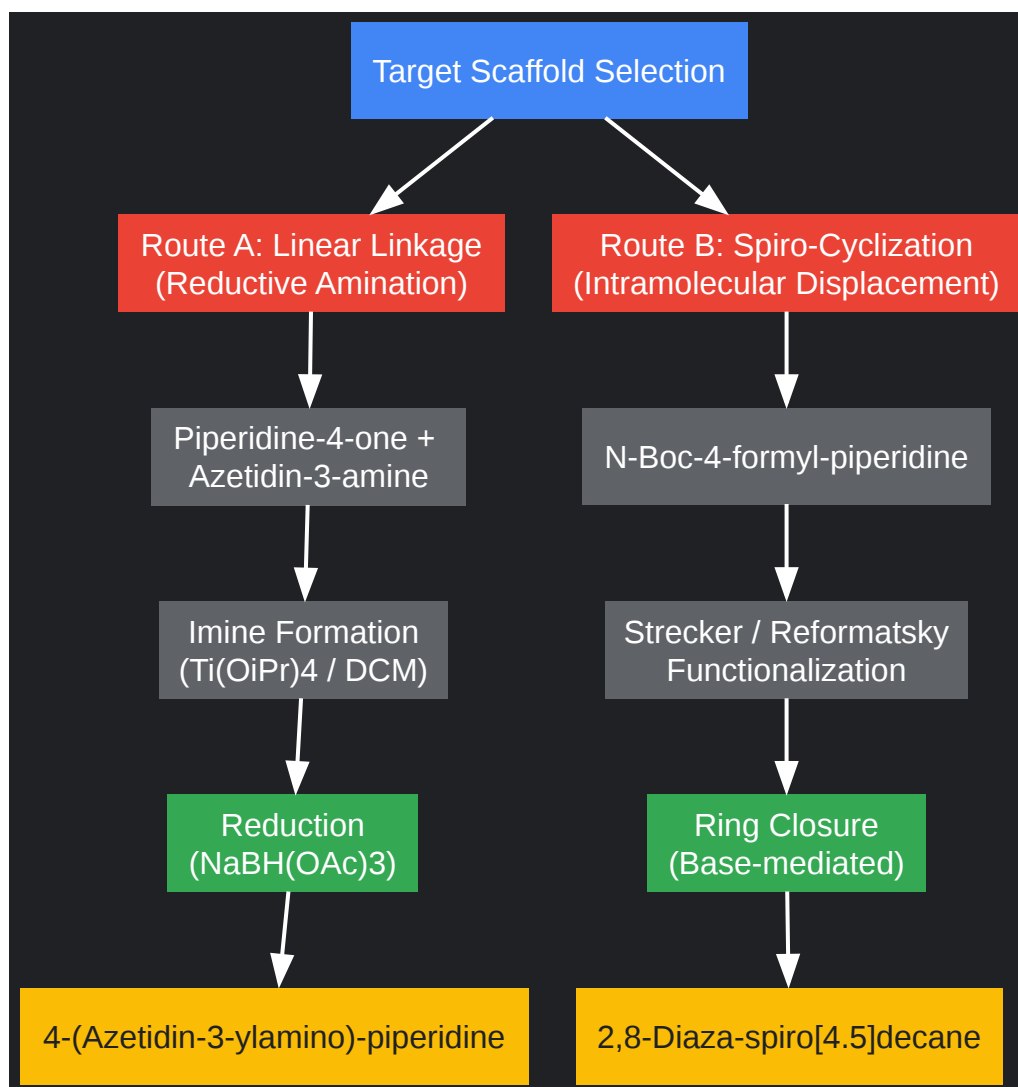 Target Scaffold Selection
Route A: Linear Linkage
(Reductive Amination)
Route B: Spiro-Cyclization
(Intramolecular Displacement)
Piperidine-4-one +
Azetidin-3-amine
N-Boc-4-formyl-piperidine
Imine Formation
(Ti(OiPr)4 / DCM)
Strecker / Reformatsky
Functionalization
Reduction
(NaBH(OAc)3)
Ring Closure
(Base-mediated)
4-(Azetidin-3-ylamino)-piperidine
2,8-Diaza-spiro[4.5]decane